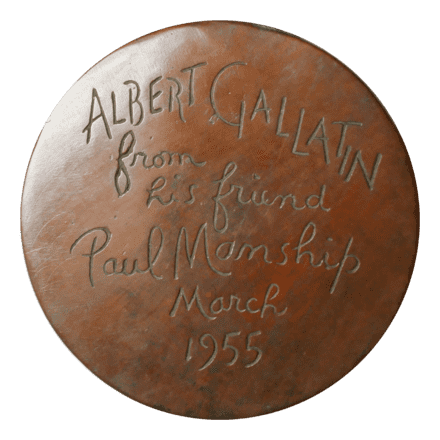 ALBERT GALLATIN
from
his friend
Paul Manship
March
1955